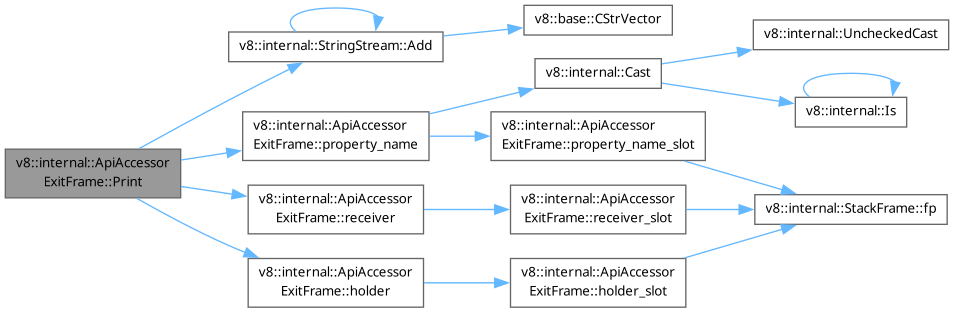 v8::internal::ApiAccessor
ExitFrame::Print
v8::internal::StringStream::Add
v8::base::CStrVector
v8::internal::ApiAccessor
ExitFrame::property_name
v8::internal::Cast
v8::internal::UncheckedCast
v8::internal::Is
v8::internal::ApiAccessor
ExitFrame::property_name_slot
v8::internal::StackFrame::fp
v8::internal::ApiAccessor
ExitFrame::receiver
v8::internal::ApiAccessor
ExitFrame::receiver_slot
v8::internal::ApiAccessor
ExitFrame::holder
v8::internal::ApiAccessor
ExitFrame::holder_slot